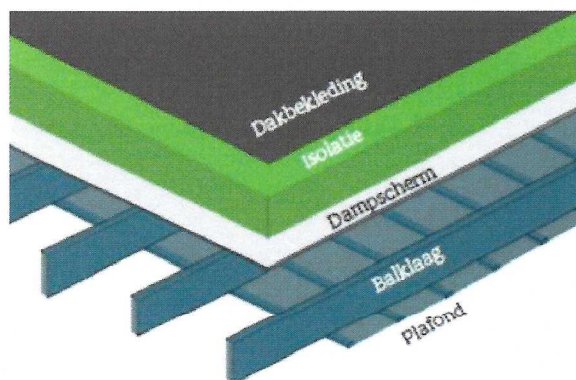 Dakbekleding
Isolatie
Dampscherm
Balklaag
Plafond